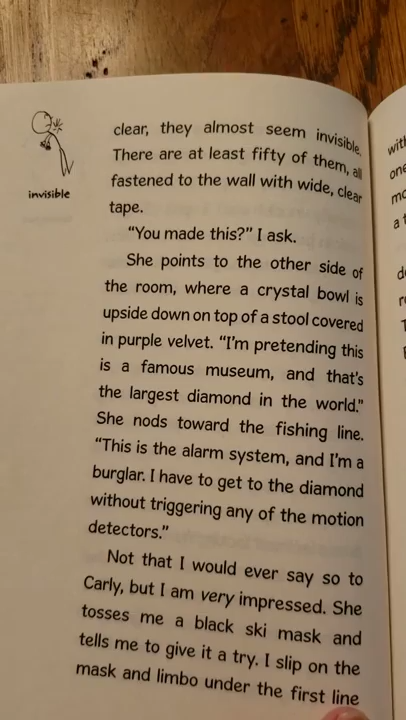 clear, they almost seem invisible.
There are at least fifty of them, all
fastened to the wall with wide, clear
tape.
"You made this?" I ask.
She points to the other side of
the room, where a crystal bowl is
upside down on top of a stool covered
in purple velvet. "I'm pretending this
is a famous museum, and that's
the largest diamond in the world."
She nods toward the fishing line.
"This is the alarm system, and I'm a
burglar. I have to get to the diamond
without triggering any of the motion
detectors."
Not that I would ever say so to
Carly, but I am very impressed. She
tosses me a black ski mask and
tells me to give it a try. I slip on the
mask and limbo under the first line
invisible
with
one